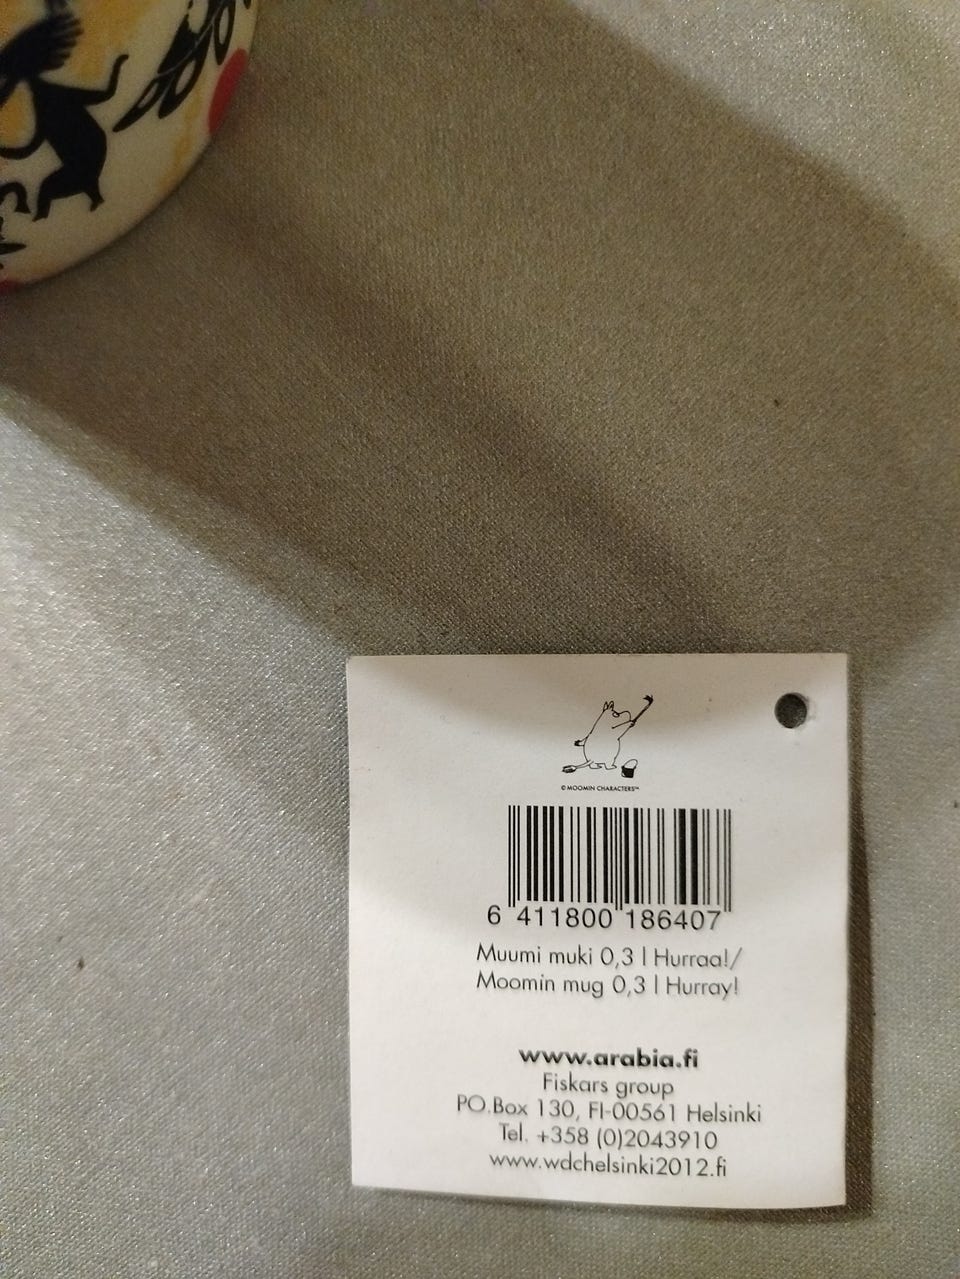 © MOOMIN CHARACTERS™
6 411800 186407
Muumi muki 0,3 l Hurraa!/
Moomin mug 0,3 l Hurray!
www.arabia.fi
Fiskars group
PO.Box 130, FI-00561 Helsinki
Tel. +358 (0)2043910
www.wdchelsinki2012.fi